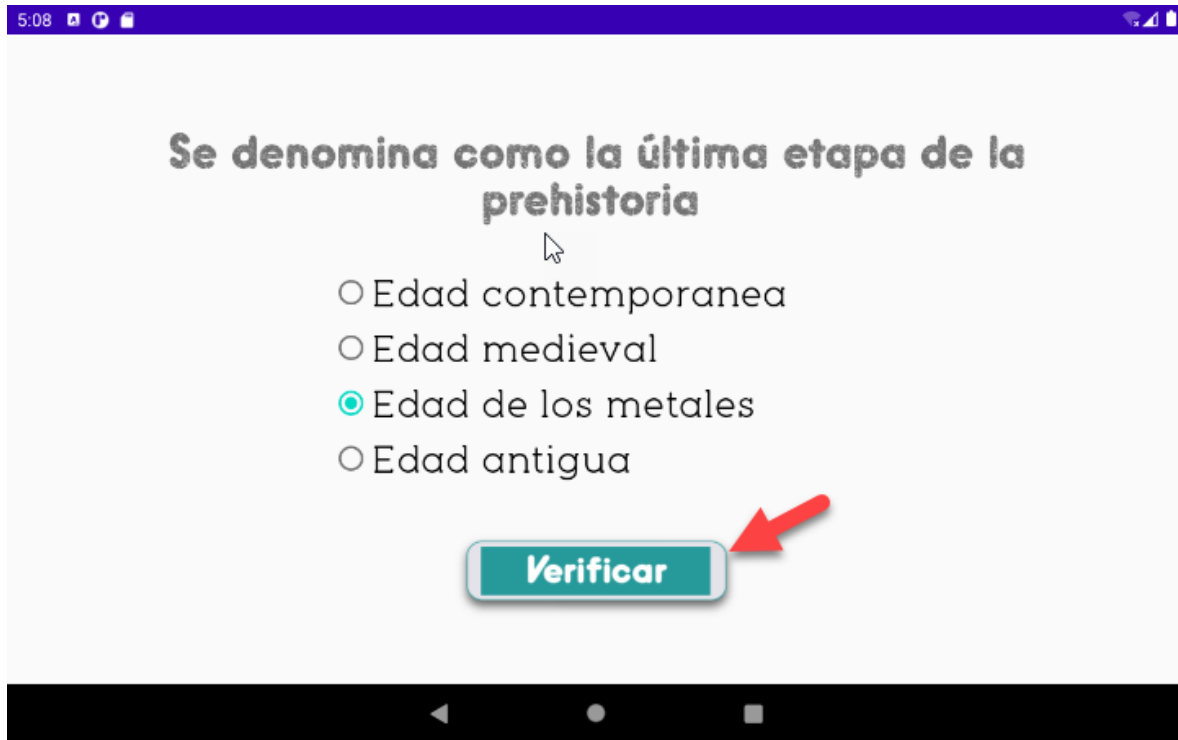 5:08
Se denomina como la última etapa de la
prehistoria
Edad contemporanea
Edad medieval
Edad de los metales
Edad antigua
Verificar